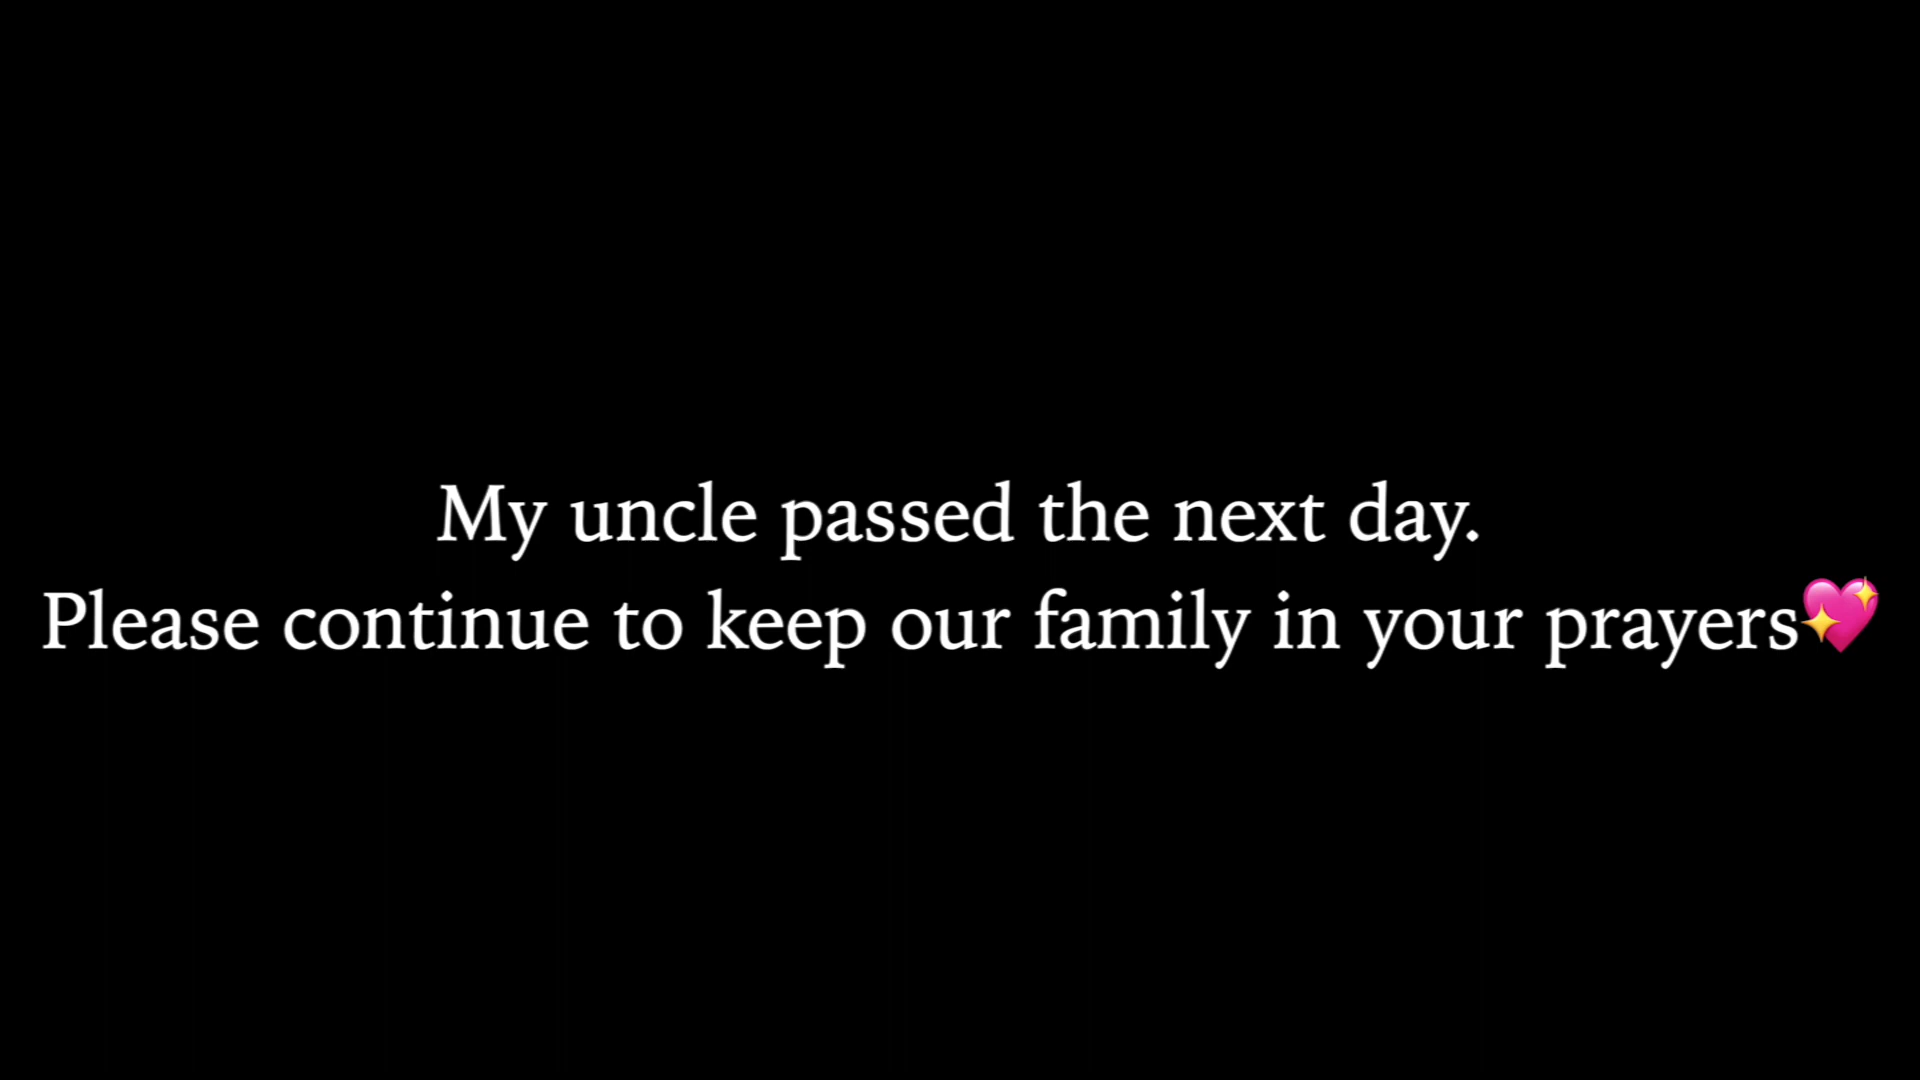 My uncle passed the next day.
Please continue to keep our family in your prayers💖